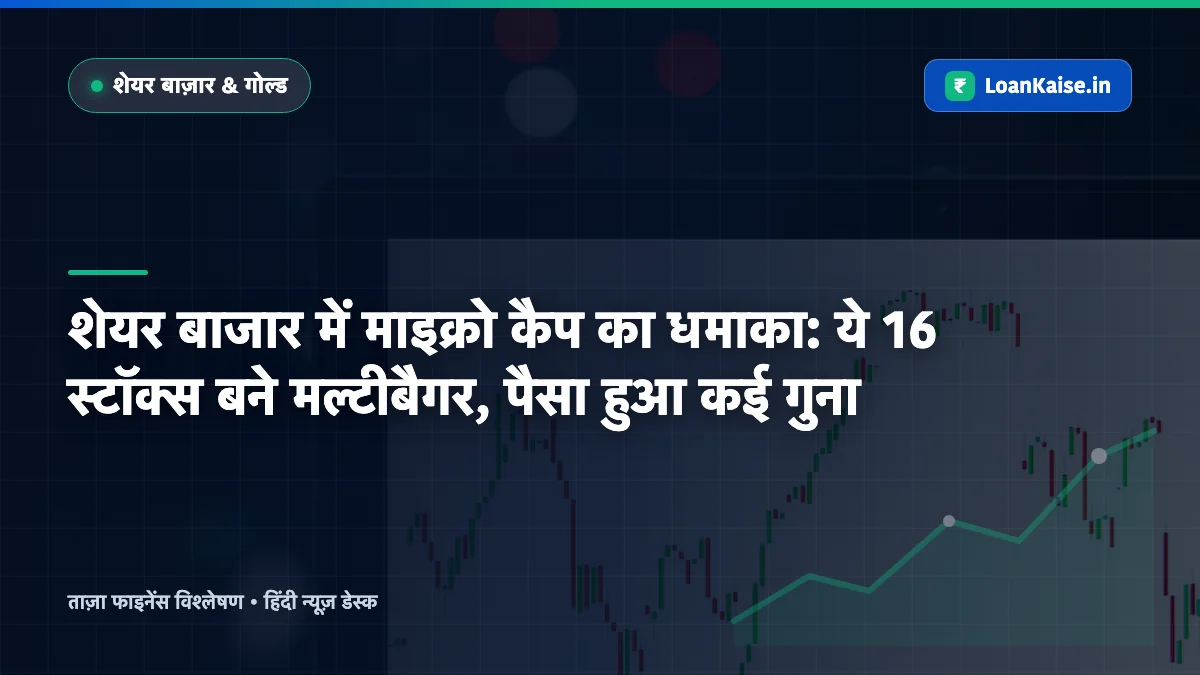 शेयर बाज़ार & गोल्ड
₹ LoanKaise.in
शेयर बाजार में माइक्रो कैप का धमाका: ये 16
स्टॉक्स बने मल्टीबैगर, पैसा हुआ कई गुना
ताज़ा फाइनेंस विश्लेषण • हिंदी न्यूज़ डेस्क